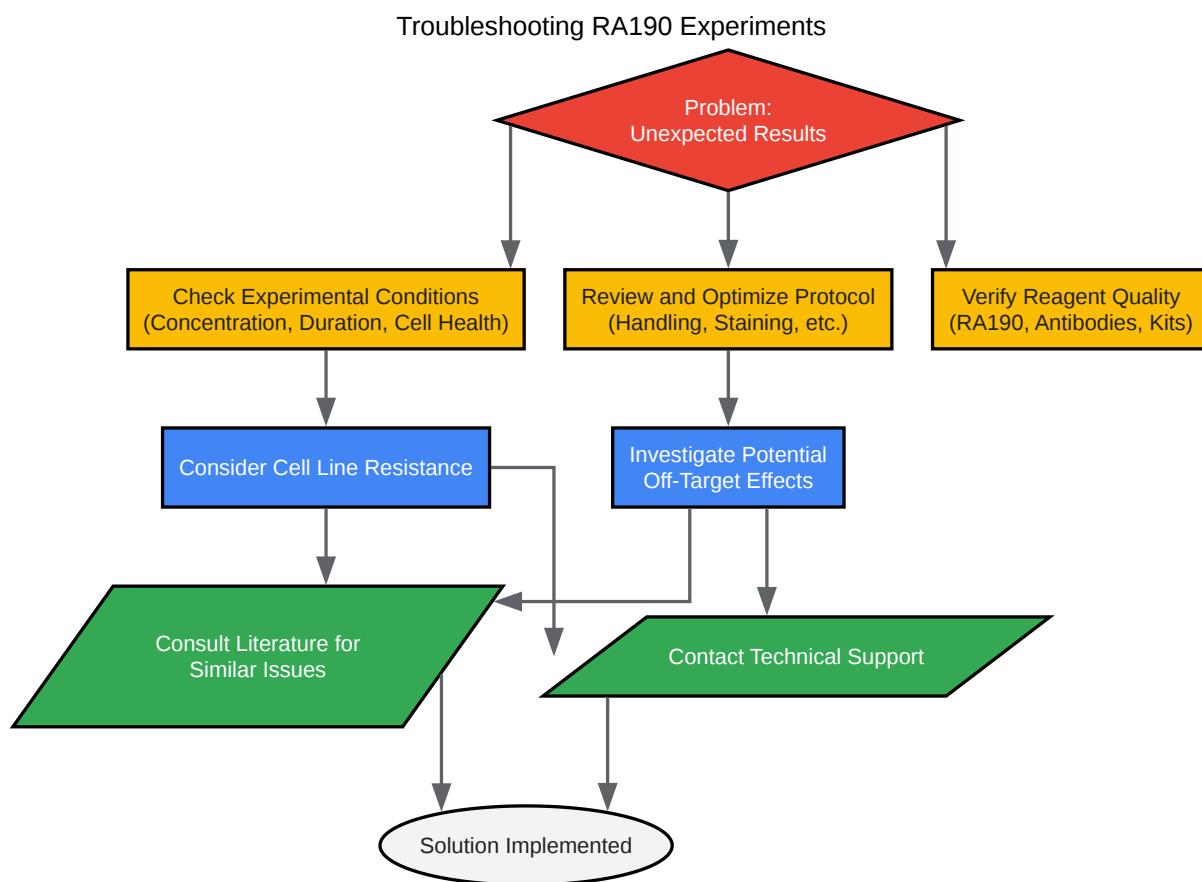 Troubleshooting RA190 Experiments
Problem:
Unexpected Results
Check Experimental Conditions
(Concentration, Duration, Cell Health)
Review and Optimize Protocol
(Handling, Staining, etc.)
Verify Reagent Quality
(RA190, Antibodies, Kits)
Consider Cell Line Resistance
Investigate Potential
Off-Target Effects
Consult Literature for
Similar Issues
Contact Technical Support
Solution Implemented